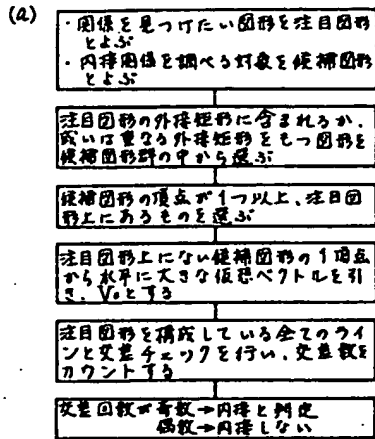 (a)
・関係を見つけたい図形を注目図形
とよぶ
・内接関係を調べる対象を候補図形
とよぶ
注目図形の外接矩形に含まれるか、
或いは重なる外接矩形をもつ図形を
候補図形群の中から選ぶ
候補図形の頂点が1つ以上、注目図
形上にあるものを選ぶ
注目図形上にない候補図形の1頂点
から水平に大きな仮想ベクトルを引
き、V₀とする
注目図形を構成している全てのライ
ンと交差チェックを行い、交差数を
カウントする
交差回数が奇数→内接と判定
偶数→内接しない